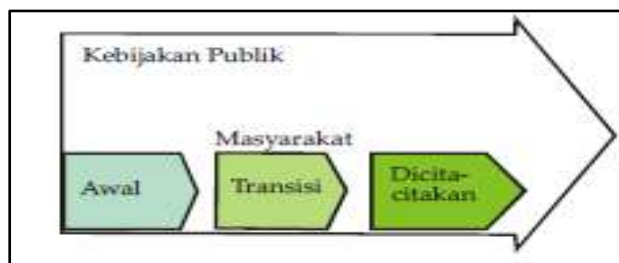 Kebijakan Publik
Masyarakat
Awal
Transisi
Dicita-
citakan